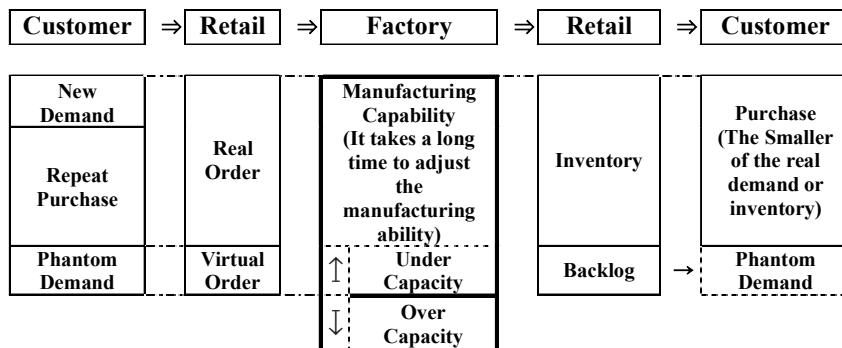 Customer ⇒ Retail ⇒ Factory ⇒ Retail ⇒ Customer
New
Demand
Repeat
Purchase
Phantom
Demand
Real
Order
Virtual
Order
Manufacturing
Capability
(It takes a long
time to adjust
the
manufacturing
ability)
↑ Under
Capacity
↓ Over
Capacity
Inventory
Backlog →
Purchase
(The Smaller
of the real
demand or
inventory)
Phantom
Demand